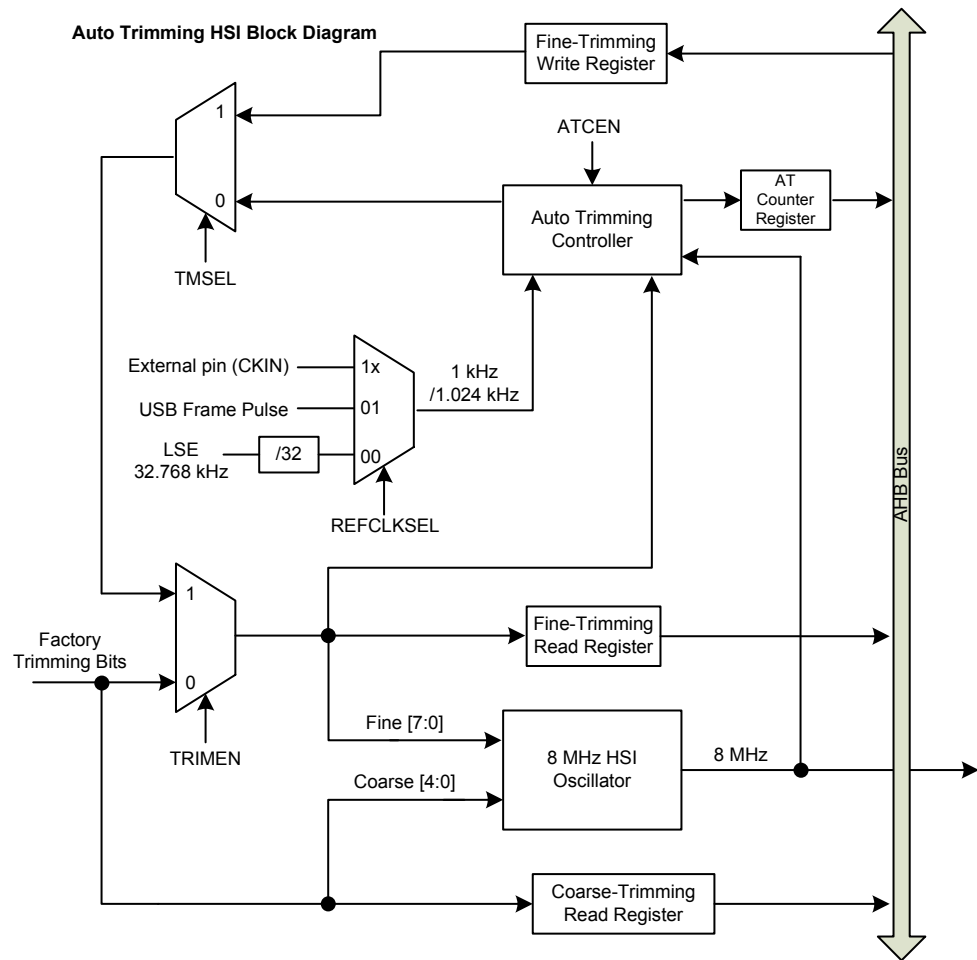 Auto Trimming HSI Block Diagram
Fine-Trimming
Write Register
ATCEN
1
0
TMSEL
Auto Trimming
Controller
AT
Counter
Register
External pin (CKIN)
USB Frame Pulse
LSE
32.768 kHz
/32
1x
01
00
1 kHz
/1.024 kHz
REFCLKSEL
AHB Bus
1
0
Factory
Trimming Bits
TRIMEN
Fine-Trimming
Read Register
Fine [7:0]
Coarse [4:0]
8 MHz HSI
Oscillator
8 MHz
Coarse-Trimming
Read Register